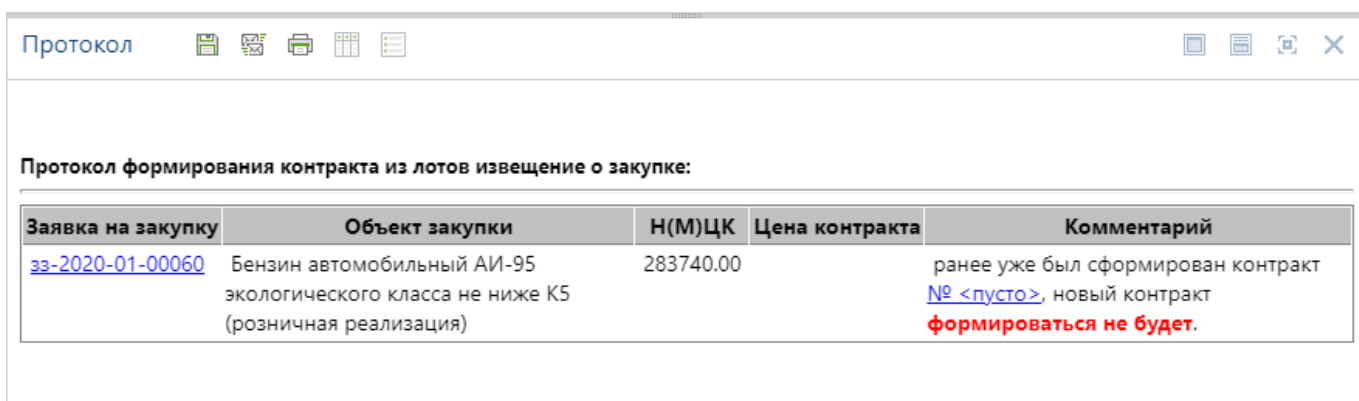 Протокол
Протокол формирования контракта из лотов извещение о закупке:
Заявка на закупку Объект закупки Н(М)ЦК Цена контракта Комментарий
зз-2020-01-00060 Бензин автомобильный АИ-95 283740.00 ранее уже был сформирован контракт
экологического класса не ниже К5 № <пусто>, новый контракт
(розничная реализация) формироваться не будет.